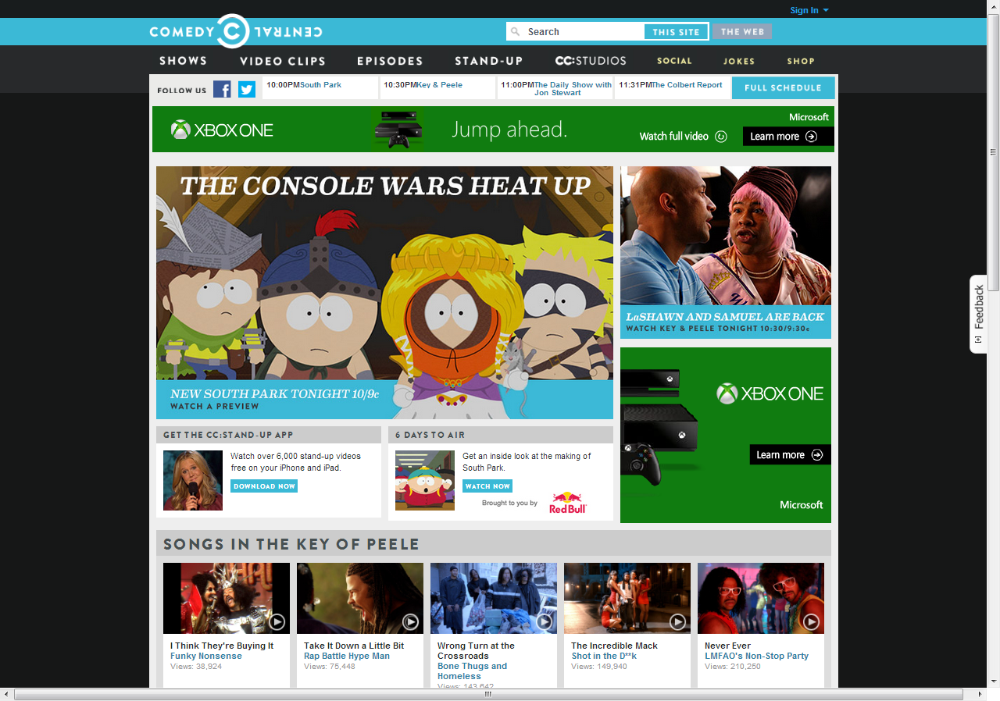 Sign In
COMEDY CENTRAL
Search
THIS SITE
THE WEB
SHOWS
VIDEO CLIPS
EPISODES
STAND-UP
CC:STUDIOS
SOCIAL
JOKES
SHOP
FOLLOW US
10:00PM South Park
10:30PM Key & Peele
11:00PM The Daily Show with
Jon Stewart
11:31PM The Colbert Report
FULL SCHEDULE
XBOX ONE
Jump ahead.
Microsoft
Watch full video
Learn more
THE CONSOLE WARS HEAT UP
NEW SOUTH PARK TONIGHT 10/9c
WATCH A PREVIEW
LaSHAWN AND SAMUEL ARE BACK
WATCH KEY & PEELE TONIGHT 10:30/9:30c
XBOX ONE
Learn more
Microsoft
Feedback
[+]
GET THE CC:STAND-UP APP
Watch over 6,000 stand-up videos
free on your iPhone and iPad.
DOWNLOAD NOW
6 DAYS TO AIR
Get an inside look at the making of
South Park.
WATCH NOW
Brought to you by
Red Bull
SONGS IN THE KEY OF PEELE
I Think They're Buying It
Funky Nonsense
Views: 38,924
Take It Down a Little Bit
Rap Battle Hype Man
Views: 75,448
Wrong Turn at the
Crossroads
Bone Thugs and
Homeless
Views: 143,642
The Incredible Mack
Shot in the D**k
Views: 149,940
Never Ever
LMFAO's Non-Stop Party
Views: 210,250